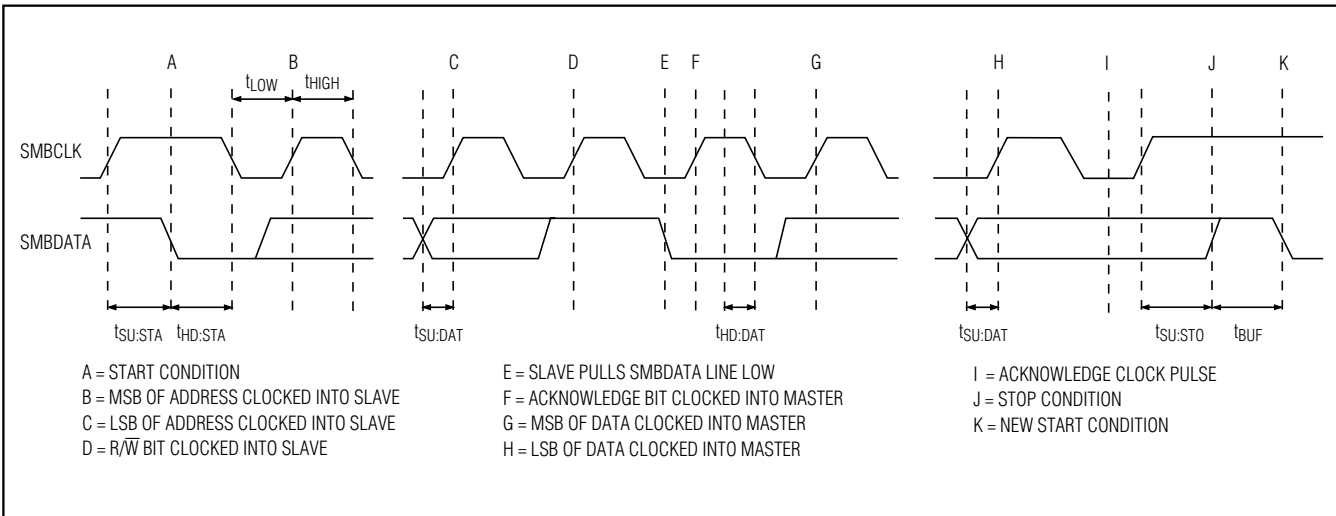 A B C D E F G H I J K
tLOW tHIGH
SMBCLK
SMBDATA
tSU:STA tHD:STA tSU:DAT tHD:DAT tSU:DAT tSU:STO tBUF
A = START CONDITION
B = MSB OF ADDRESS CLOCKED INTO SLAVE
C = LSB OF ADDRESS CLOCKED INTO SLAVE
D = R/W̅ BIT CLOCKED INTO SLAVE
E = SLAVE PULLS SMBDATA LINE LOW
F = ACKNOWLEDGE BIT CLOCKED INTO MASTER
G = MSB OF DATA CLOCKED INTO MASTER
H = LSB OF DATA CLOCKED INTO MASTER
I = ACKNOWLEDGE CLOCK PULSE
J = STOP CONDITION
K = NEW START CONDITION